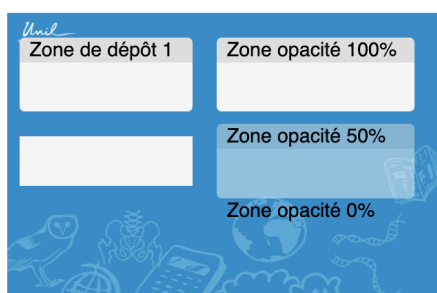 Unil
Zone de dépôt 1
Zone opacité 100%
Zone opacité 50%
Zone opacité 0%